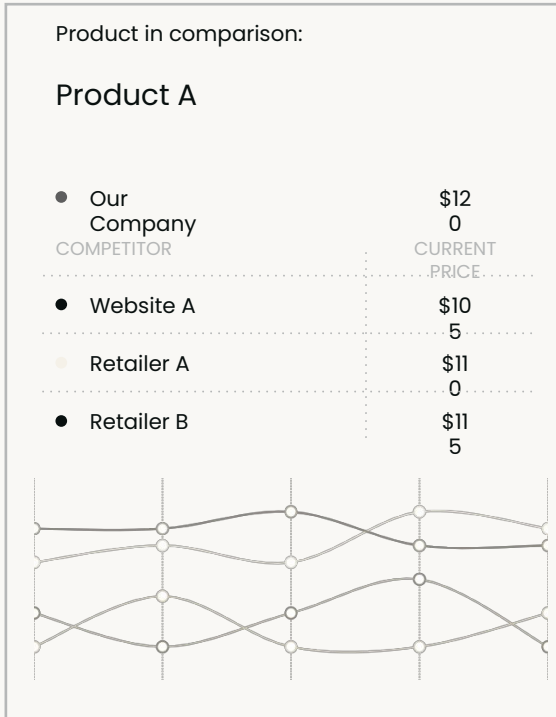 Product in comparison:
Product A
Our $12
Company 0
COMPETITOR CURRENT
PRICE
Website A $10
5
Retailer A $11
0
Retailer B $11
5